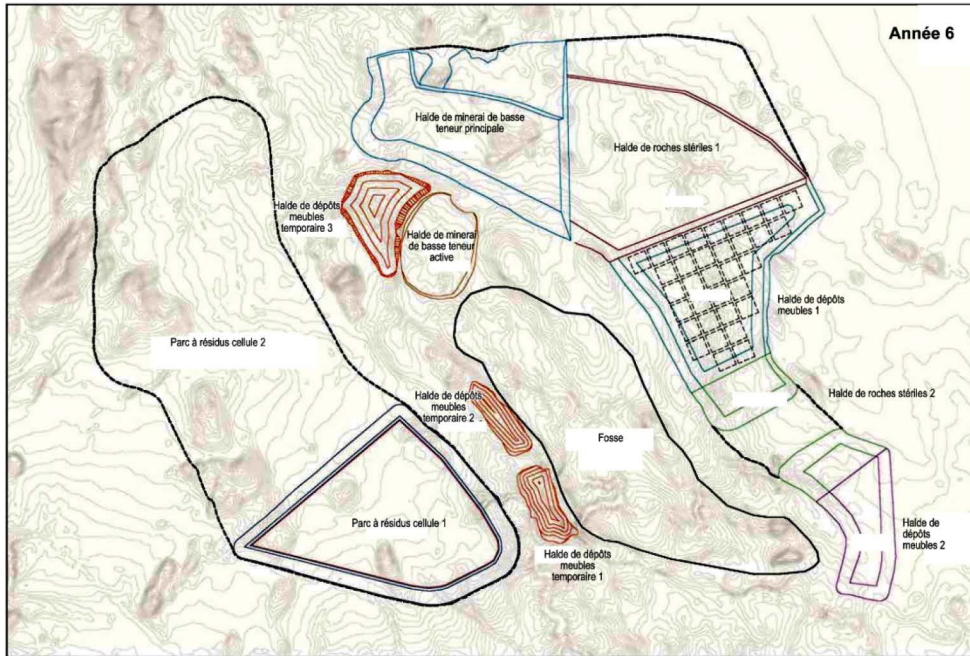 Année 6
Halde de minerai de basse
teneur principale
Halde de roches stériles 1
Halde de dépôts
meubles
temporaire 3
Halde de minerai
de basse teneur
active
Halde de dépôts
meubles 1
Parc à résidus cellule 2
Halde de dépôts
meubles
temporaire 2
Halde de roches stériles 2
Fosse
Parc à résidus cellule 1
Halde de
dépôts
meubles 2
Halde de dépôts
meubles
temporaire 1